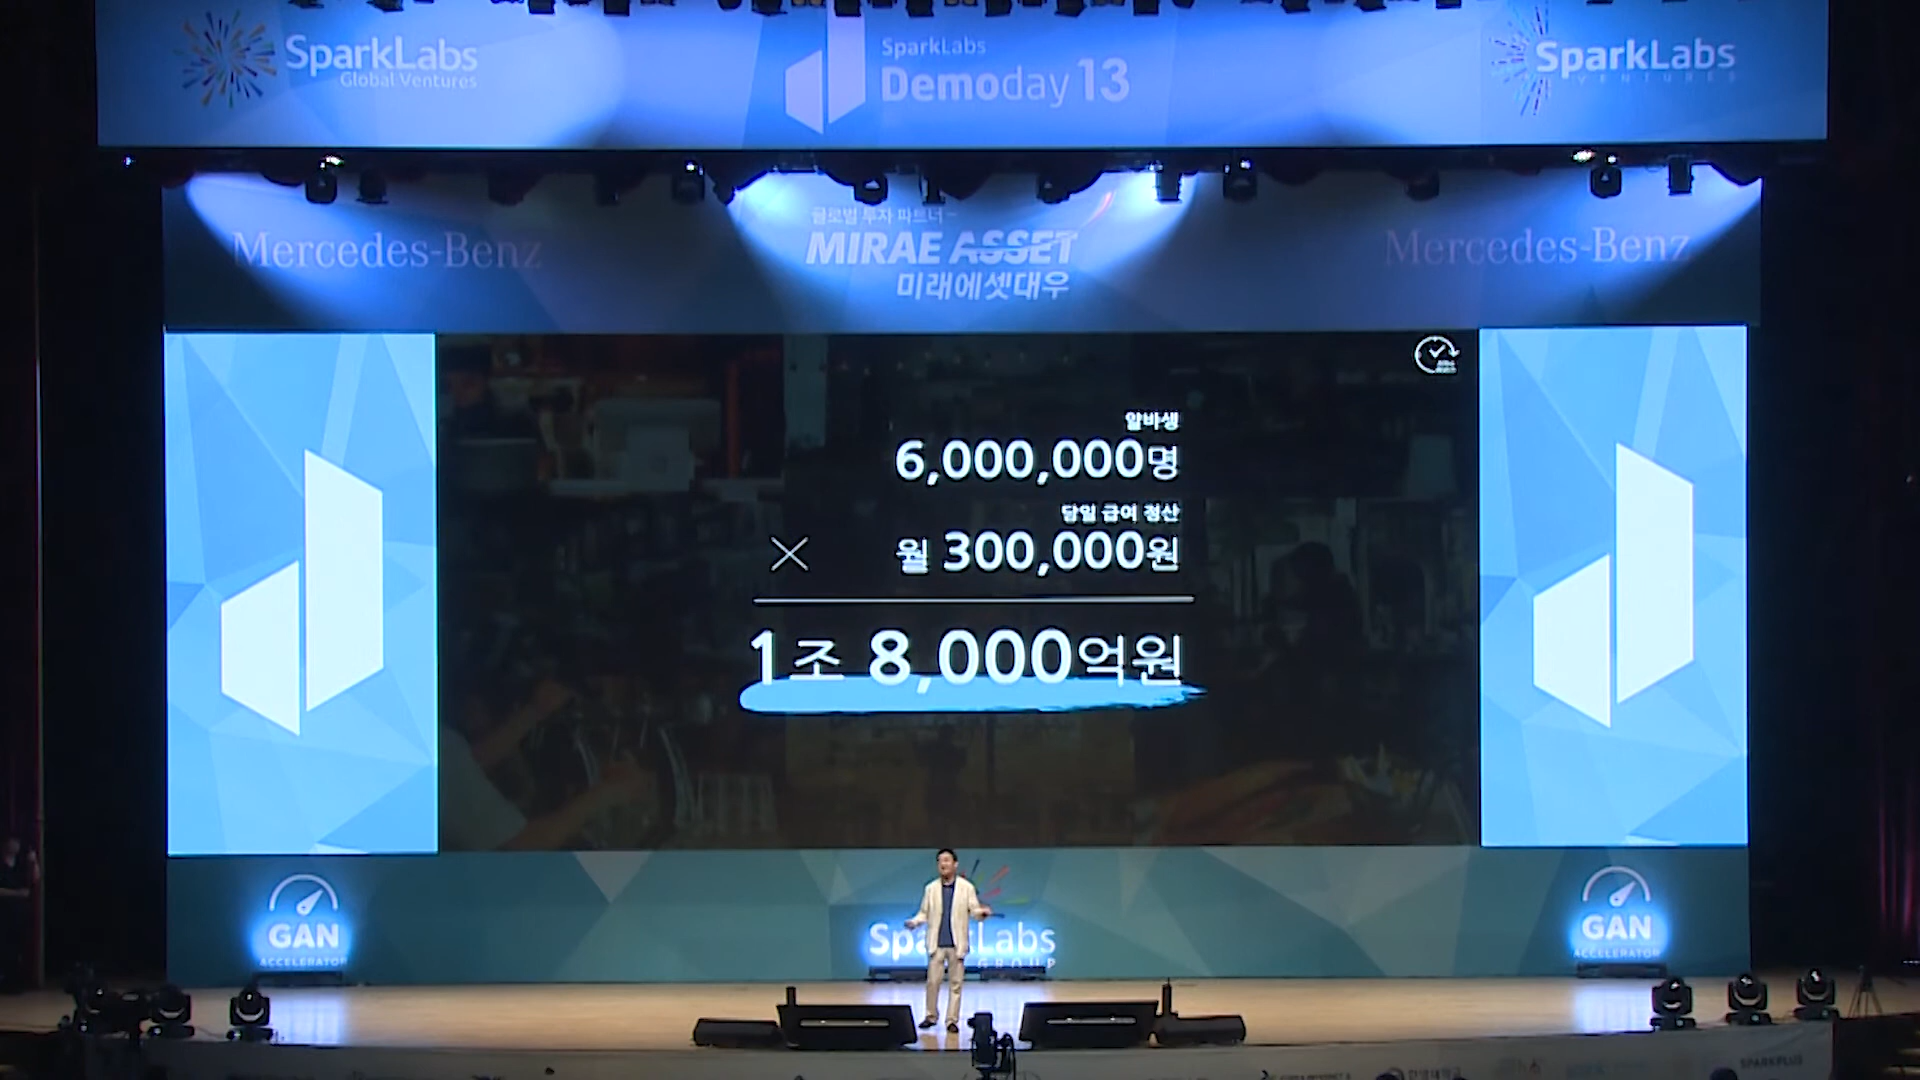 SparkLabs
Global Ventures
SparkLabs
Demoday 13
SparkLabs
VENTURES
글로벌 투자 파트너
Mercedes-Benz
MIRAE ASSET
미래에셋대우
Mercedes-Benz
알바생
6,000,000명
당일 급여 정산
× 월 300,000원
1조 8,000억원
GAN
ACCELERATOR
SparkLabs
GROUP
GAN
ACCELERATOR
SPARKPLUS